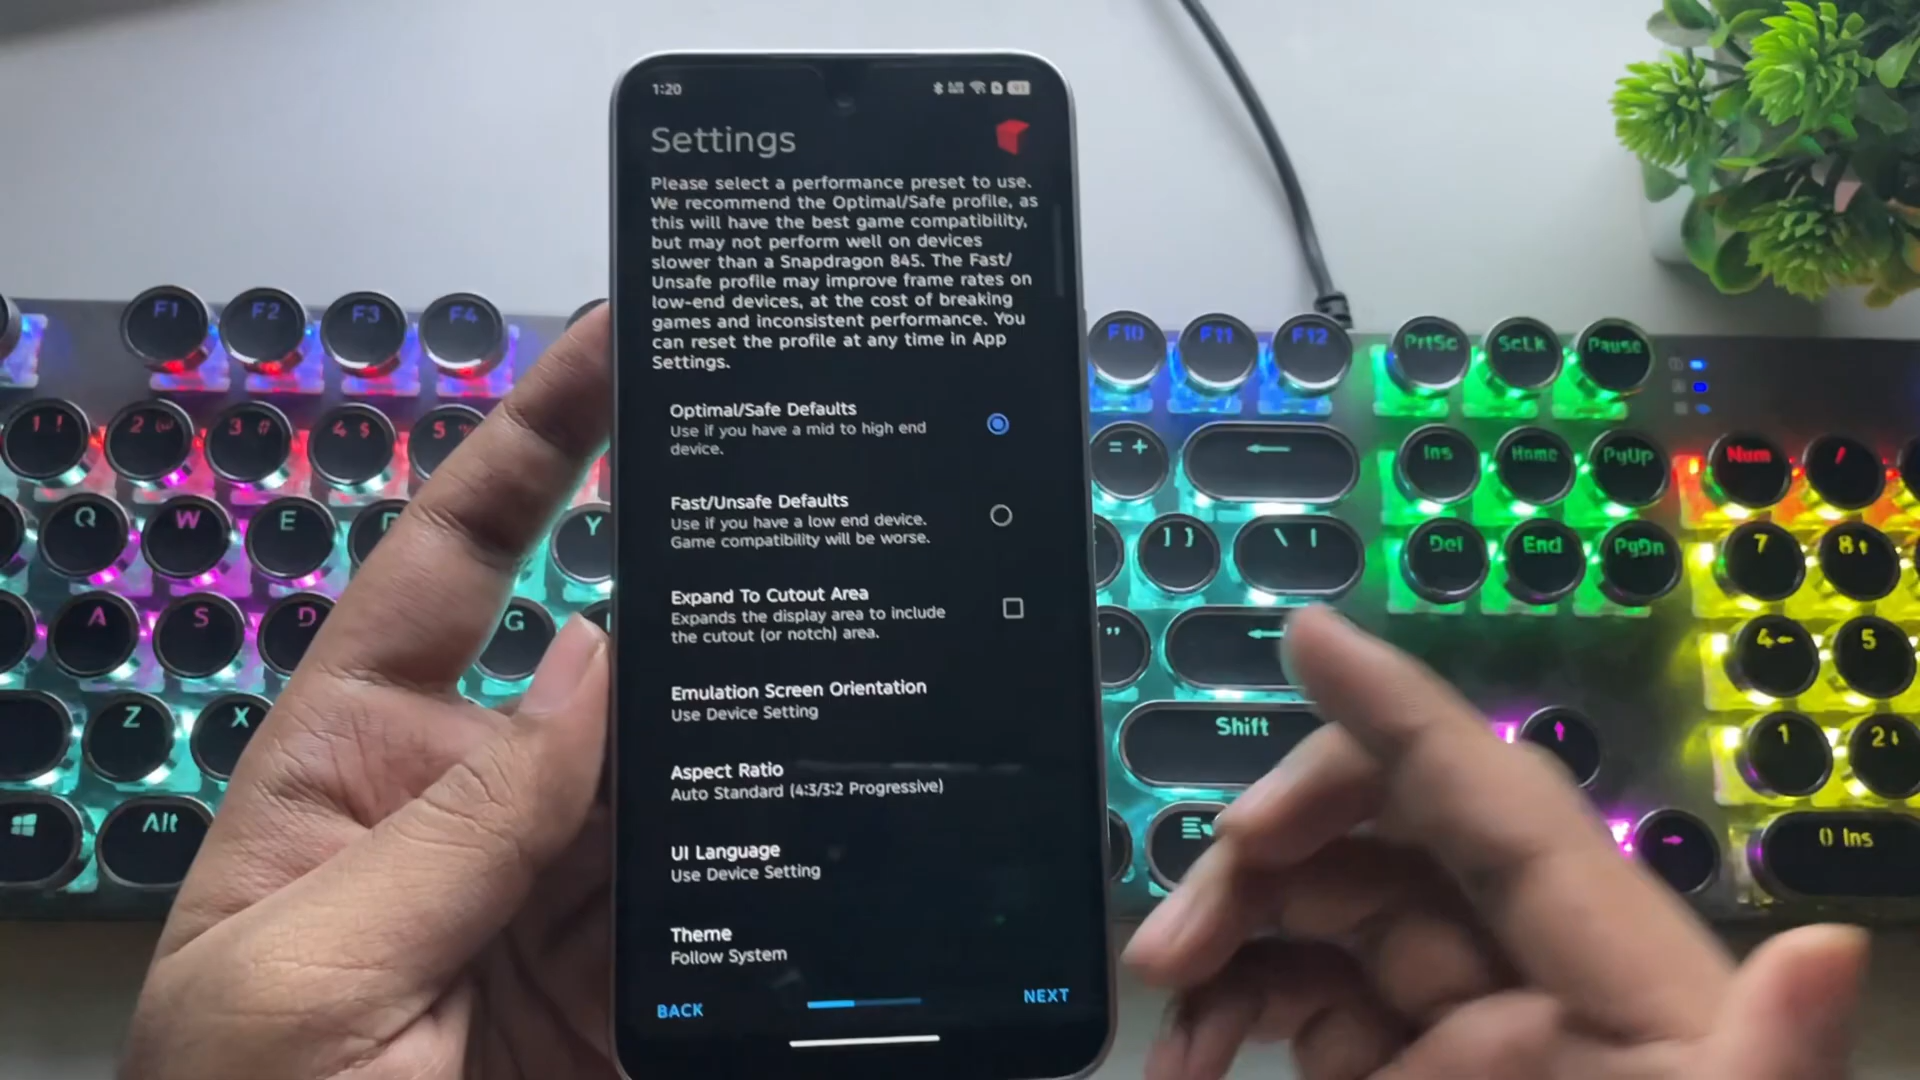 1:20
Settings
Please select a performance preset to use.
We recommend the Optimal/Safe profile, as
this will have the best game compatibility,
but may not perform well on devices
slower than a Snapdragon 845. The Fast/
Unsafe profile may improve frame rates on
low-end devices, at the cost of breaking
games and inconsistent performance. You
can reset the profile at any time in App
Settings.
Optimal/Safe Defaults
Use if you have a mid to high end
device.
Fast/Unsafe Defaults
Use if you have a low end device.
Game compatibility will be worse.
Expand To Cutout Area
Expands the display area to include
the cutout (or notch) area.
Emulation Screen Orientation
Use Device Setting
Aspect Ratio
Auto Standard (4:3/3:2 Progressive)
UI Language
Use Device Setting
Theme
Follow System
BACK
NEXT
F1 F2 F3 F4
F10 F11 F12 PrtSc ScLk Pause
1 ! 2 @ 3 # 4 $ 5
= + Ins Home PgUp Num /
Q W E
Y ] } \ | Del End PgDn 7 8
A S D
G " 4 5
Z X
Shift 1 2
Alt
0 Ins